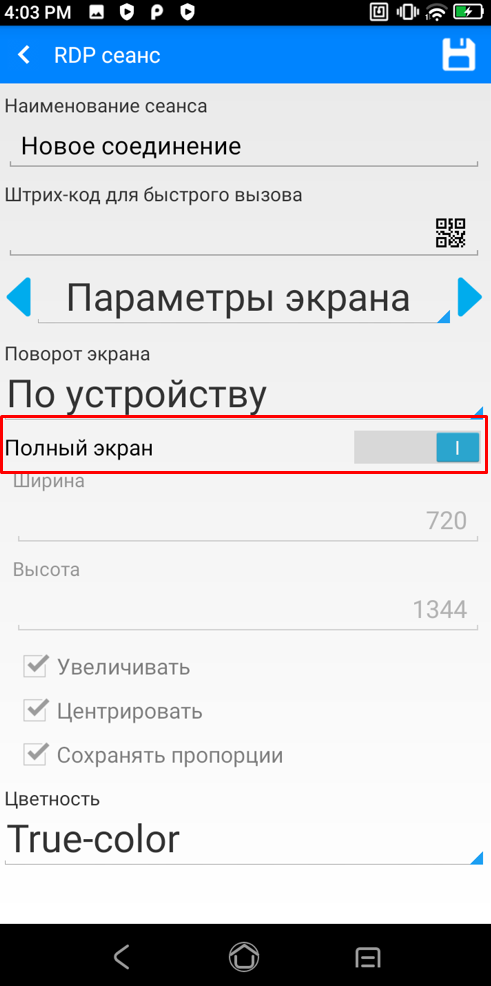 4:03 PM
RDP сеанс
Наименование сеанса
Новое соединение
Штрих-код для быстрого вызова
Параметры экрана
Поворот экрана
По устройству
Полный экран
Ширина
720
Высота
1344
Увеличивать
Центрировать
Сохранять пропорции
Цветность
True-color